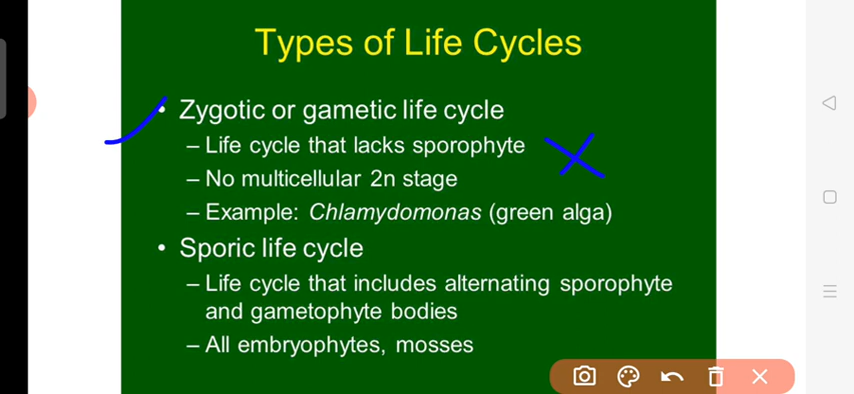 Types of Life Cycles
• Zygotic or gametic life cycle
– Life cycle that lacks sporophyte
– No multicellular 2n stage
– Example: Chlamydomonas (green alga)
• Sporic life cycle
– Life cycle that includes alternating sporophyte
and gametophyte bodies
– All embryophytes, mosses